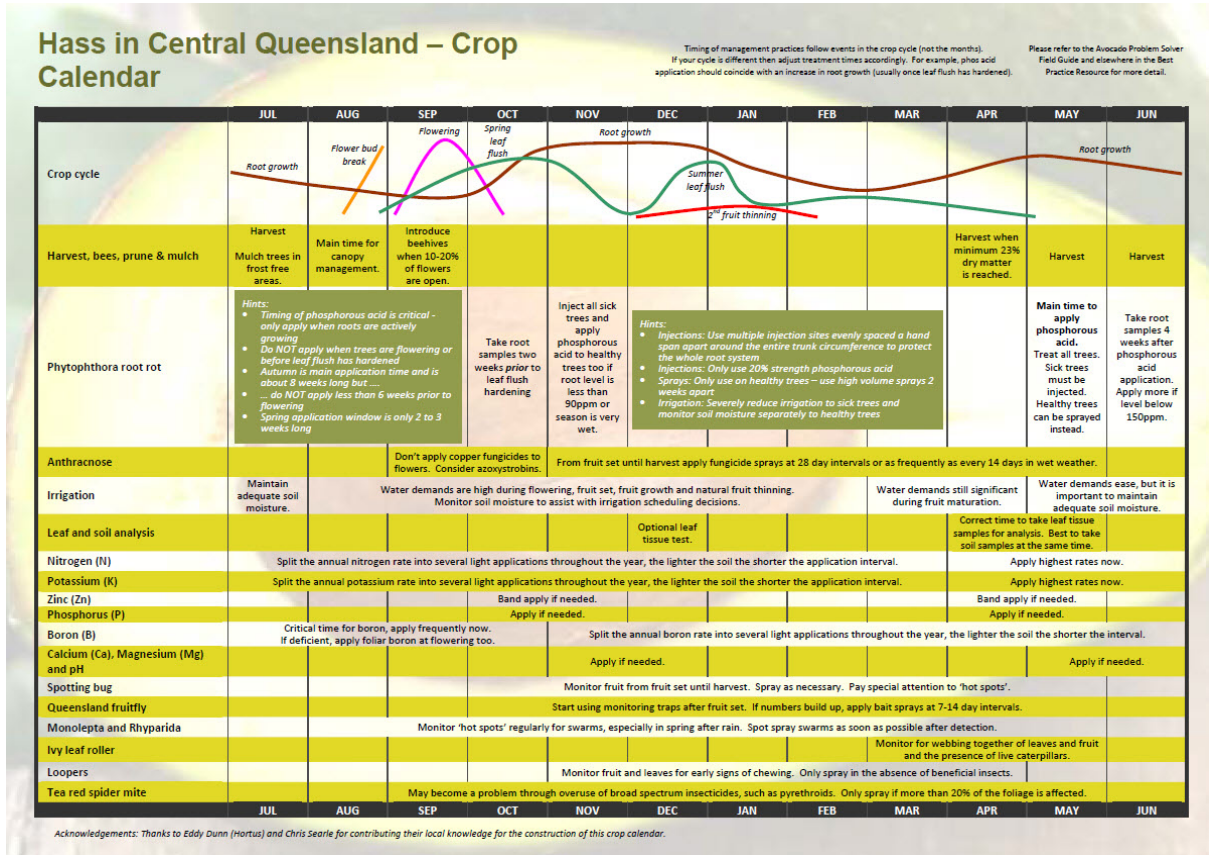 Hass in Central Queensland – Crop
Calendar
Timing of management practices follow events in the crop cycle (not the months).
If your cycle is different then adjust treatment times accordingly. For example, phos acid
application should coincide with an increase in root growth (usually once leaf flush has hardened).
Please refer to the Avocado Problem Solver
Field Guide and elsewhere in the Best
Practice Resource for more detail.
JUL AUG SEP OCT NOV DEC JAN FEB MAR APR MAY JUN
Crop cycle
Root growth
Flower bud
break
Flowering
Spring
leaf
flush
Root growth
Summer
leaf flush
2nd fruit thinning
Root growth
Harvest, bees, prune & mulch
Harvest
Mulch trees in
frost free
areas.
Main time for
canopy
management.
Introduce
beehives
when 10-20%
of flowers
are open.
Harvest when
minimum 23%
dry matter
is reached.
Harvest
Harvest
Phytophthora root rot
Hints:
• Timing of phosphorous acid is critical -
only apply when roots are actively
growing
• Do NOT apply when trees are flowering or
before leaf flush has hardened
• Autumn is main application time and is
about 8 weeks long but ....
• ... do NOT apply less than 6 weeks prior to
flowering
• Spring application window is only 2 to 3
weeks long
Take root
samples two
weeks prior to
leaf flush
hardening
Inject all sick
trees and
apply
phosphorous
acid to healthy
trees too if
root level is
less than
90ppm or
season is very
wet.
Hints:
• Injections: Use multiple injection sites evenly spaced a hand
span apart around the entire trunk circumference to protect
the whole root system
• Injections: Only use 20% strength phosphorous acid
• Sprays: Only use on healthy trees – use high volume sprays 2
weeks apart
• Irrigation: Severely reduce irrigation to sick trees and
monitor soil moisture separately to healthy trees
Main time to
apply
phosphorous
acid.
Treat all trees.
Sick trees
must be
injected.
Healthy trees
can be sprayed
instead.
Take root
samples 4
weeks after
phosphorous
acid
application.
Apply more if
level below
150ppm.
Anthracnose
Don't apply copper fungicides to
flowers. Consider azoxystrobins.
From fruit set until harvest apply fungicide sprays at 28 day intervals or as frequently as every 14 days in wet weather.
Irrigation
Maintain
adequate soil
moisture.
Water demands are high during flowering, fruit set, fruit growth and natural fruit thinning.
Monitor soil moisture to assist with irrigation scheduling decisions.
Water demands still significant
during fruit maturation.
Water demands ease, but it is
important to maintain
adequate soil moisture.
Leaf and soil analysis
Optional leaf
tissue test.
Correct time to take leaf tissue
samples for analysis. Best to take
soil samples at the same time.
Nitrogen (N)
Split the annual nitrogen rate into several light applications throughout the year, the lighter the soil the shorter the application interval.
Apply highest rates now.
Potassium (K)
Split the annual potassium rate into several light applications throughout the year, the lighter the soil the shorter the application interval.
Apply highest rates now.
Zinc (Zn)
Band apply if needed.
Band apply if needed.
Phosphorus (P)
Apply if needed.
Apply if needed.
Boron (B)
Critical time for boron, apply frequently now.
If deficient, apply foliar boron at flowering too.
Split the annual boron rate into several light applications throughout the year, the lighter the soil the shorter the interval.
Calcium (Ca), Magnesium (Mg)
and pH
Apply if needed.
Apply if needed.
Spotting bug
Monitor fruit from fruit set until harvest. Spray as necessary. Pay special attention to 'hot spots'.
Queensland fruitfly
Start using monitoring traps after fruit set. If numbers build up, apply bait sprays at 7-14 day intervals.
Monolepta and Rhyparida
Monitor 'hot spots' regularly for swarms, especially in spring after rain. Spot spray swarms as soon as possible after detection.
Ivy leaf roller
Monitor for webbing together of leaves and fruit
and the presence of live caterpillars.
Loopers
Monitor fruit and leaves for early signs of chewing. Only spray in the absence of beneficial insects.
Tea red spider mite
May become a problem through overuse of broad spectrum insecticides, such as pyrethroids. Only spray if more than 20% of the foliage is affected.
JUL AUG SEP OCT NOV DEC JAN FEB MAR APR MAY JUN
Acknowledgements: Thanks to Eddy Dunn (Hortus) and Chris Searle for contributing their local knowledge for the construction of this crop calendar.